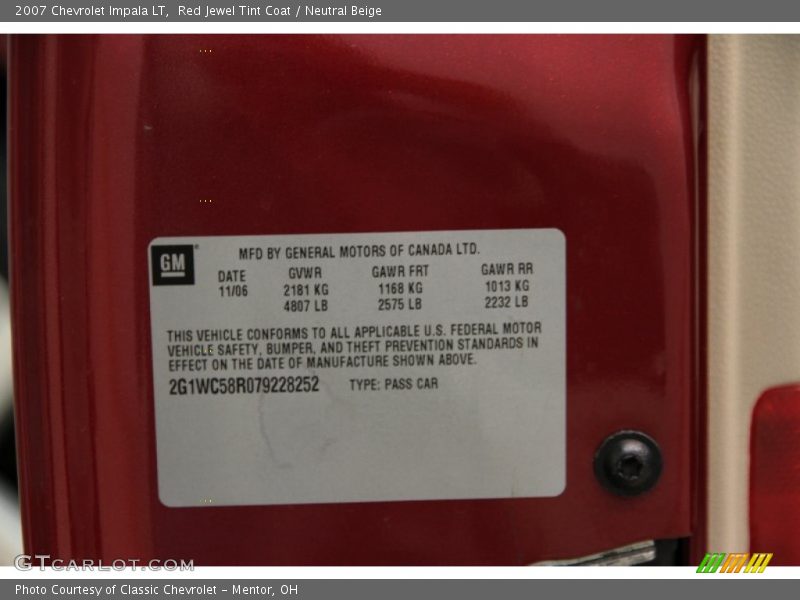 2007 Chevrolet Impala LT,  Red Jewel Tint Coat / Neutral Beige
GM
MFD BY GENERAL MOTORS OF CANADA LTD.
DATE GVWR GAWR FRT GAWR RR
11/06 2181 KG 1168 KG 1013 KG
4807 LB 2575 LB 2232 LB
THIS VEHICLE CONFORMS TO ALL APPLICABLE U.S. FEDERAL MOTOR
VEHICLE SAFETY, BUMPER, AND THEFT PREVENTION STANDARDS IN
EFFECT ON THE DATE OF MANUFACTURE SHOWN ABOVE.
2G1WC58R079228252 TYPE: PASS CAR
GTCARLOT.COM
Photo Courtesy of Classic Chevrolet - Mentor, OH